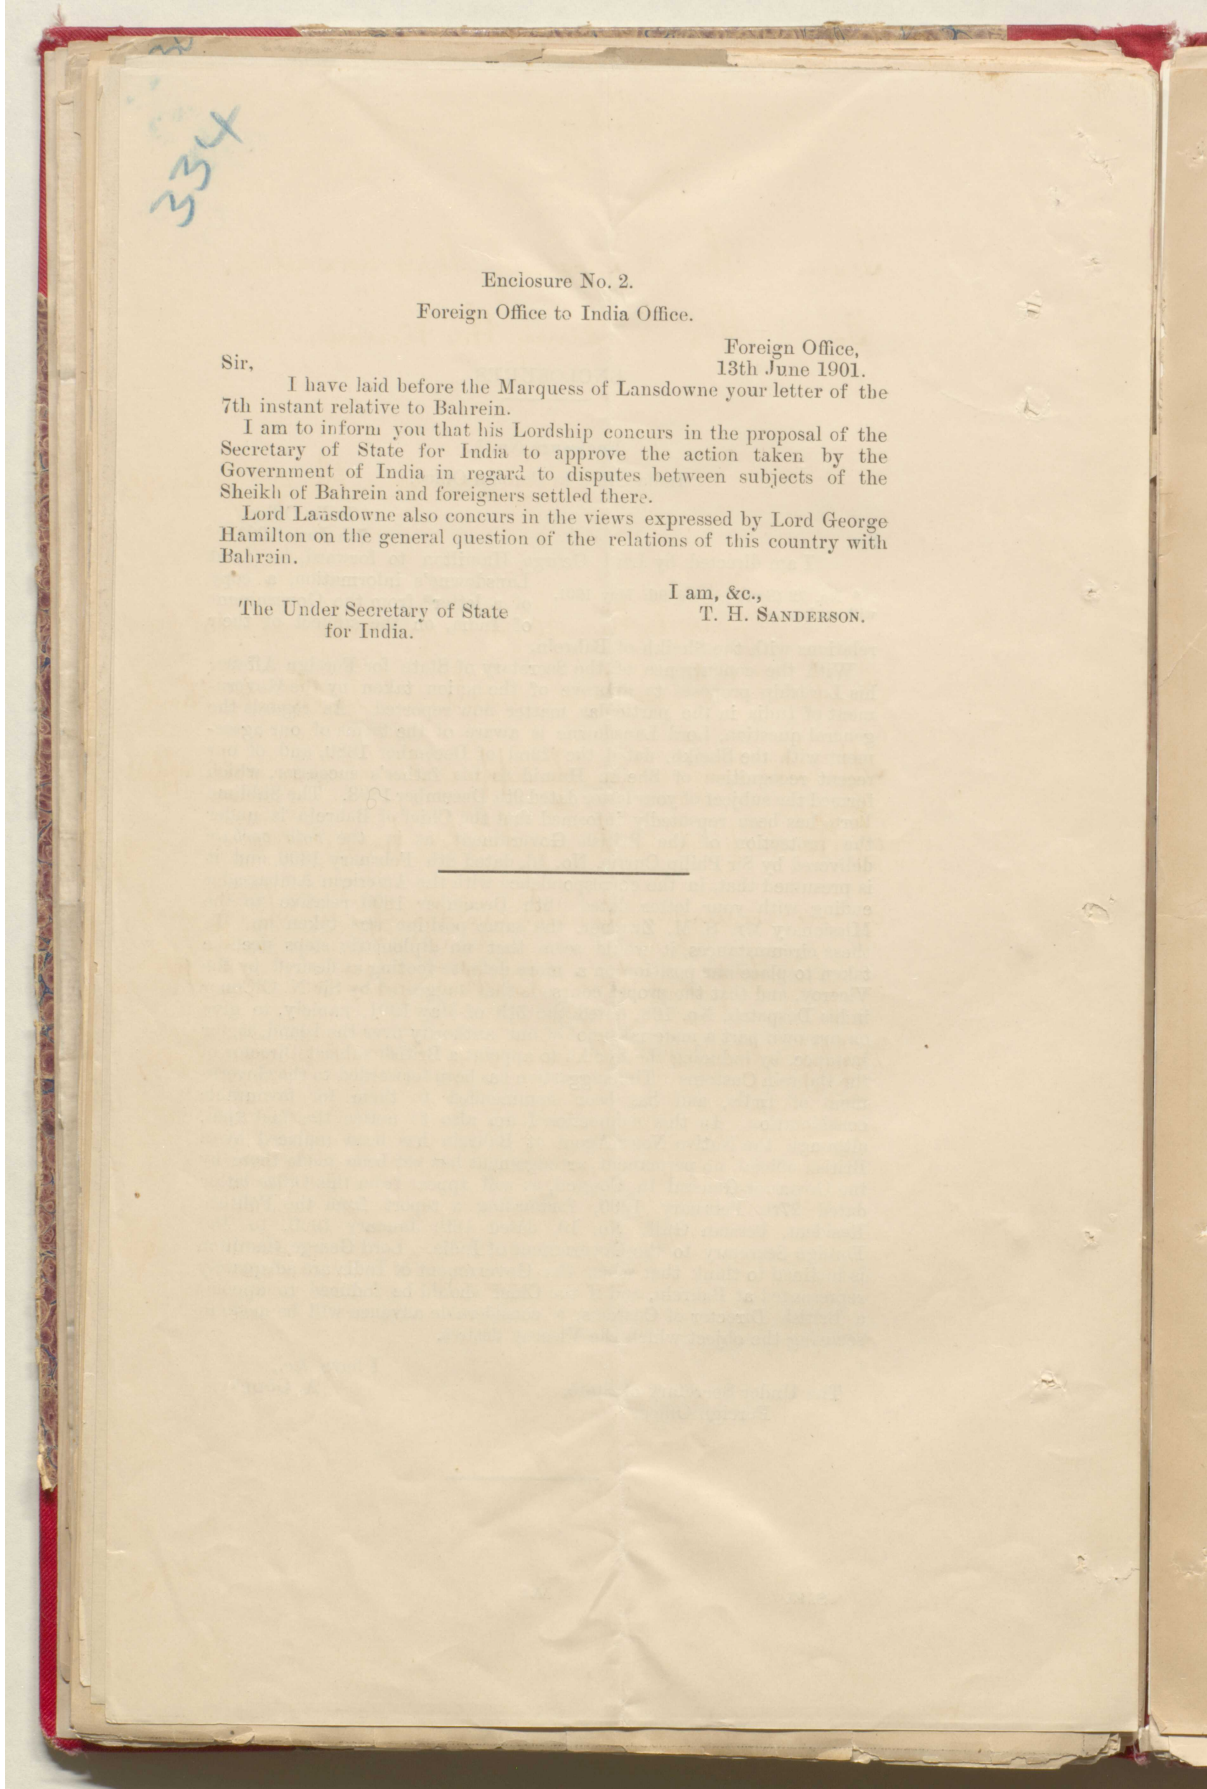 334
Enclosure No. 2.
Foreign Office to India Office.
Foreign Office,
Sir,
13th June 1901.
I have laid before the Marquess of Lansdowne your letter of the
7th instant relative to Bahrein.
I am to inform you that his Lordship concurs in the proposal of the
Secretary of State for India to approve the action taken by the
Government of India in regard to disputes between subjects of the
Sheikh of Bahrein and foreigners settled there.
Lord Lansdowne also concurs in the views expressed by Lord George
Hamilton on the general question of the relations of this country with
Bahrein.
I am, &c.,
The Under Secretary of State
T. H. SANDERSON.
for India.